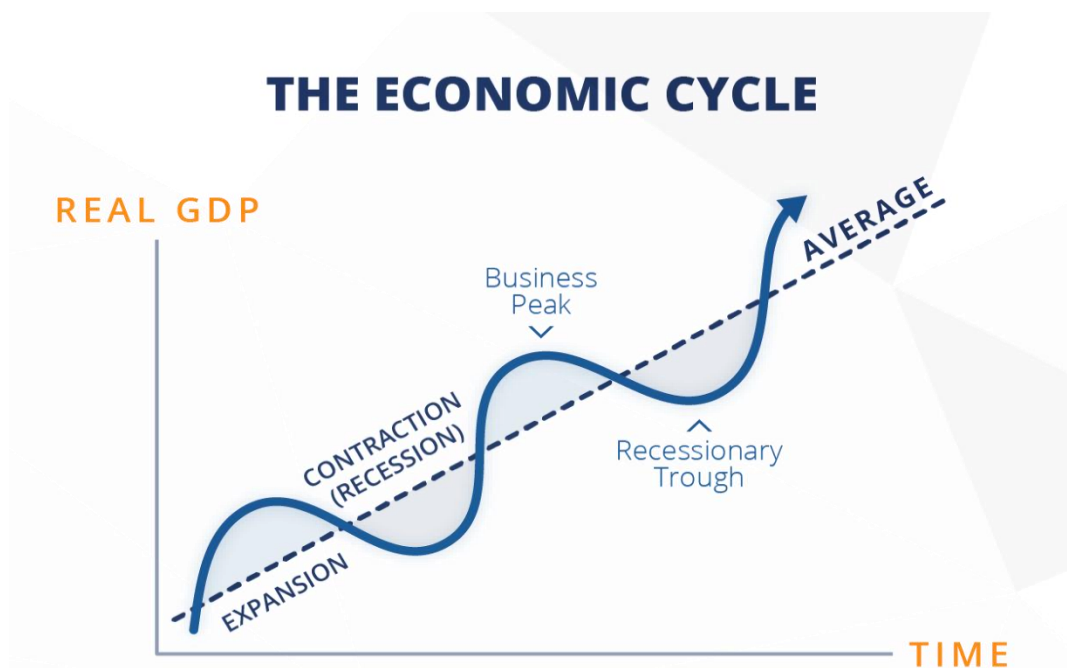 THE ECONOMIC CYCLE
REAL GDP
AVERAGE
Business
Peak
CONTRACTION
(RECESSION)
Recessionary
Trough
EXPANSION
TIME